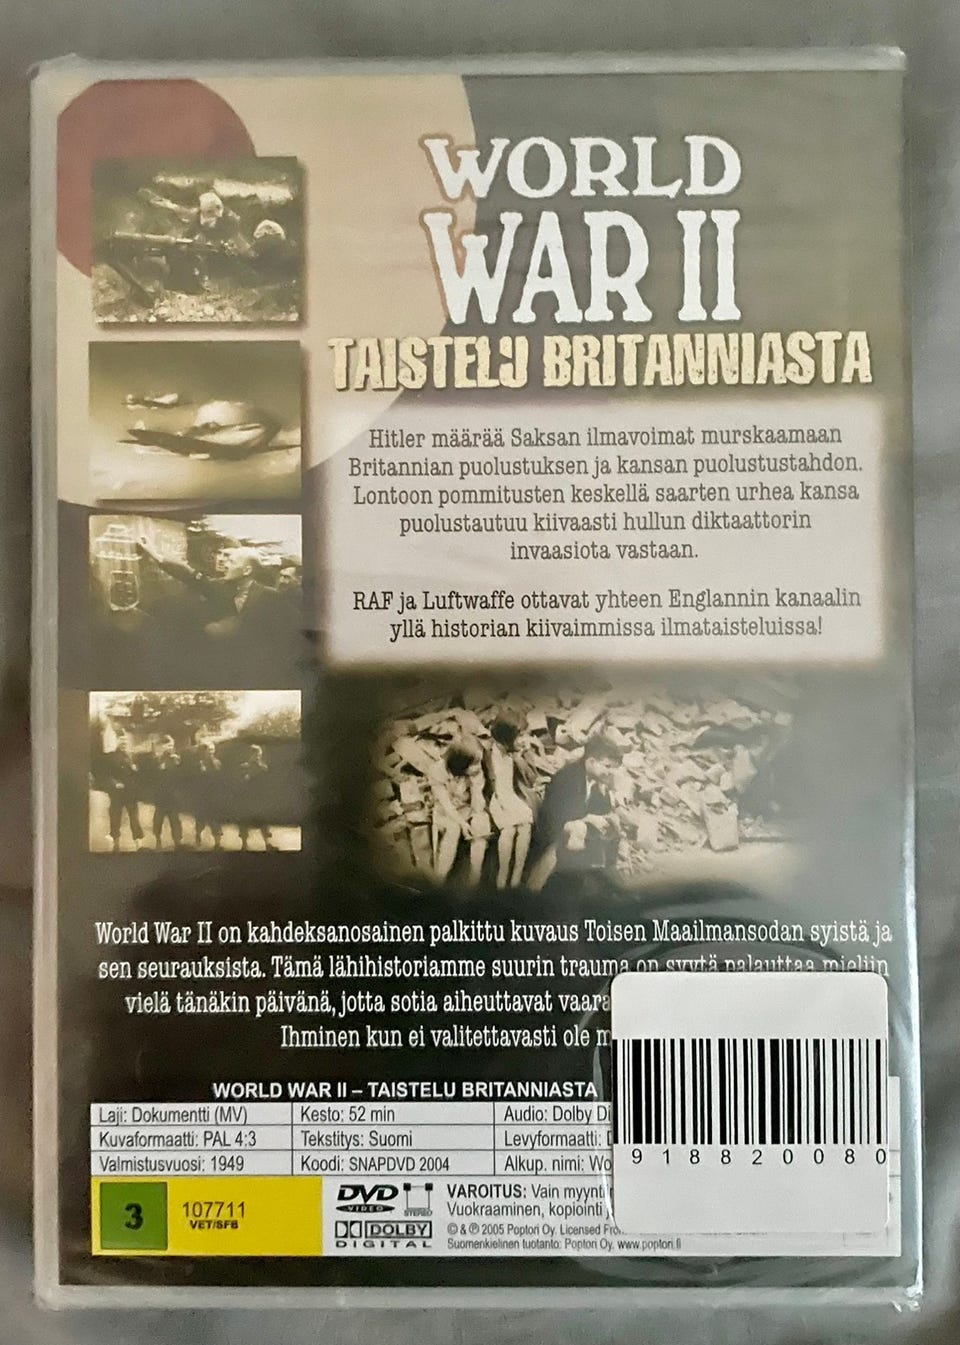 WORLD
WAR II
TAISTELU BRITANNIASTA
Hitler määrää Saksan ilmavoimat murskaamaan
Britannian puolustuksen ja kansan puolustustahdon.
Lontoon pommitusten keskellä saarten urhea kansa
puolustautuu kiivaasti hullun diktaattorin
invaasiota vastaan.
RAF ja Luftwaffe ottavat yhteen Englannin kanaalin
yllä historian kiivaimmissa ilmataisteluissa!
World War II on kahdeksanosainen palkittu kuvaus Toisen Maailmansodan syistä ja
sen seurauksista. Tämä lähihistoriamme suurin trauma on syytä palauttaa mieliin
vielä tänäkin päivänä, jotta sotia aiheuttavat
Ihminen kun ei valitettavasti ole
WORLD WAR II – TAISTELU BRITANNIASTA
Laji: Dokumentti (MV) Kesto: 52 min Audio: Dolby
Kuvaformaatti: PAL 4:3 Tekstitys: Suomi Levyformaatti:
Valmistusvuosi: 1949 Koodi: SNAPDVD 2004 Alkup. nimi:
3 107711
VET/SFB
DVD
VIDEO
STEREO
DOLBY
DIGITAL
VAROITUS: Vain
Vuokraaminen, kopiointi
© & ℗ 2005 Poptori Oy. Licensed
Suomenkielinen tuotanto: Poptori Oy. www.poptori.fi
918820080